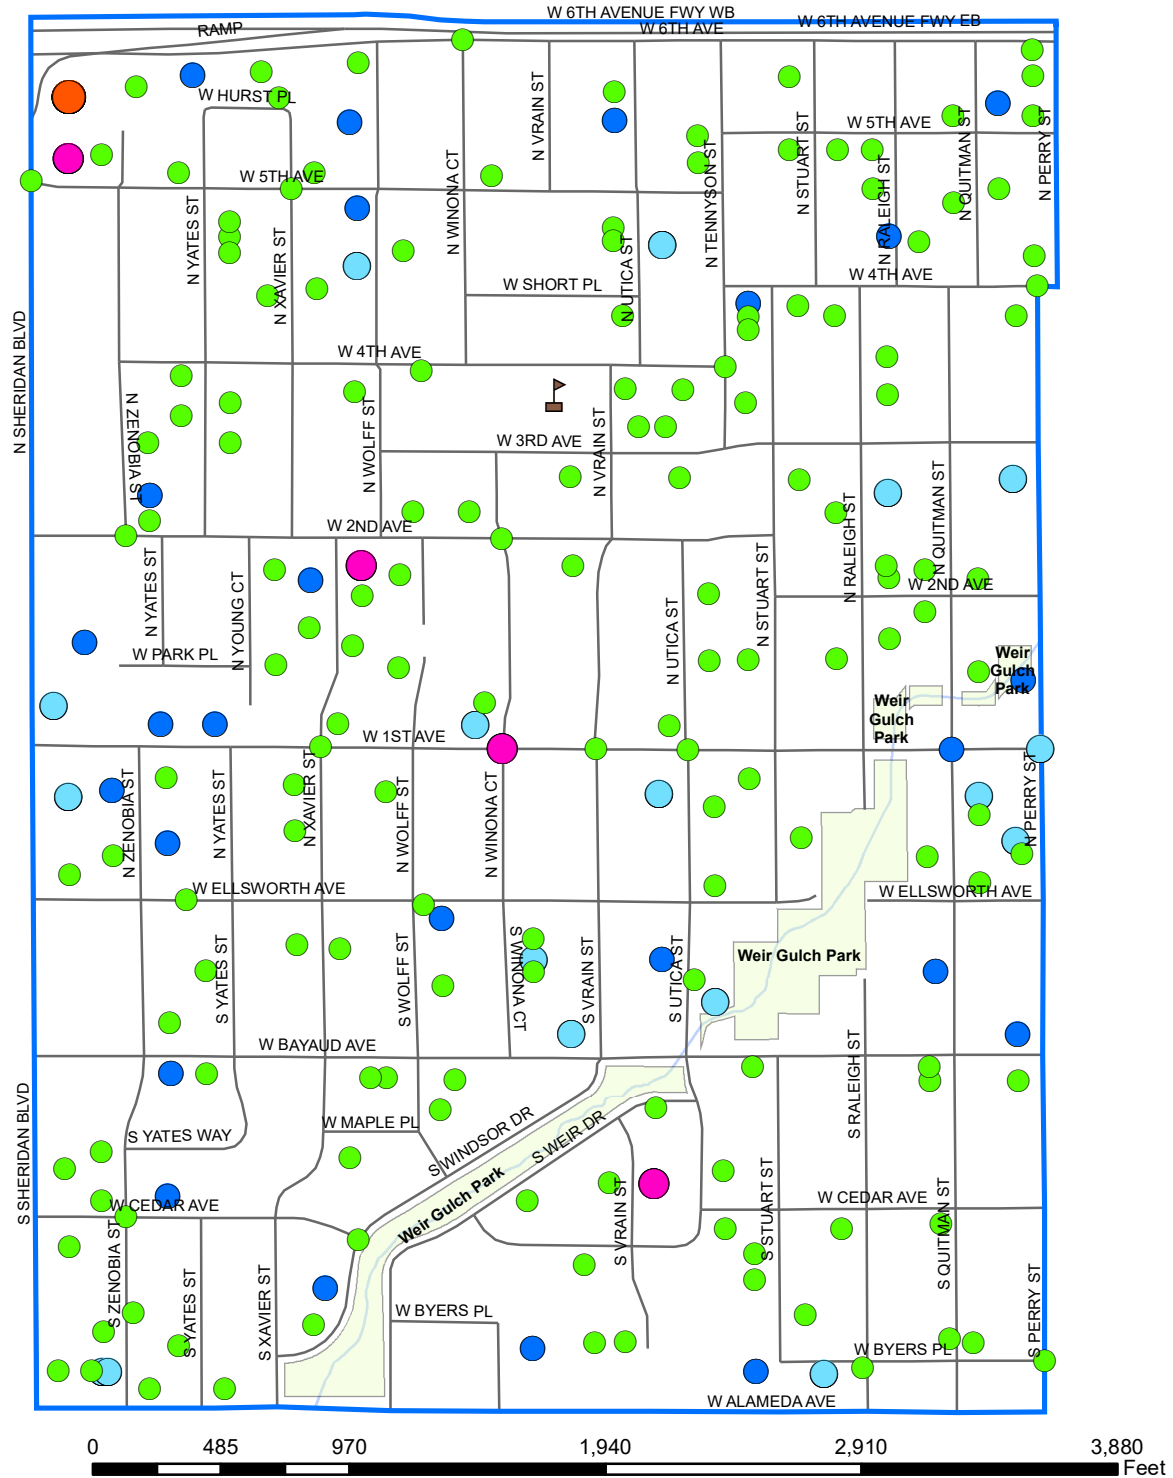 W 6TH AVENUE FWY WB
W 6TH AVENUE FWY EB
RAMP
W 6TH AVE
W HURST PL
N VRAIN ST
W 5TH AVE
N STUART ST
N QUITMAN ST
N PERRY ST
N WINONA CT
N TENNYSON ST
N RALEIGH ST
W 5TH AVE
N YATES ST
N XAVIER ST
N UTICA ST
W 4TH AVE
W SHORT PL
N SHERIDAN BLVD
W 4TH AVE
N ZENOBIA ST
N WOLFF ST
N VRAIN ST
W 3RD AVE
N RALEIGH ST
N QUITMAN ST
W 2ND AVE
N YATES ST
N YOUNG CT
N UTICA ST
N STUART ST
W 2ND AVE
W PARK PL
Weir
Gulch
Park
Weir
Gulch
Park
W 1ST AVE
N ZENOBIA ST
N YATES ST
N XAVIER ST
N WOLFF ST
N WINONA CT
N PERRY ST
W ELLSWORTH AVE
W ELLSWORTH AVE
S YATES ST
S WOLFF ST
S WINONA CT
S VRAIN ST
S UTICA ST
Weir Gulch Park
W BAYAUD AVE
S RALEIGH ST
S SHERIDAN BLVD
S YATES WAY
W MAPLE PL
S WINDSOR DR
S WEIR DR
Weir Gulch Park
W CEDAR AVE
W CEDAR AVE
S VRAIN ST
S STUART ST
S QUITMAN ST
S ZENOBIA ST
S YATES ST
S XAVIER ST
S PERRY ST
W BYERS PL
W BYERS PL
W ALAMEDA AVE
0 485 970 1,940 2,910 3,880
Feet